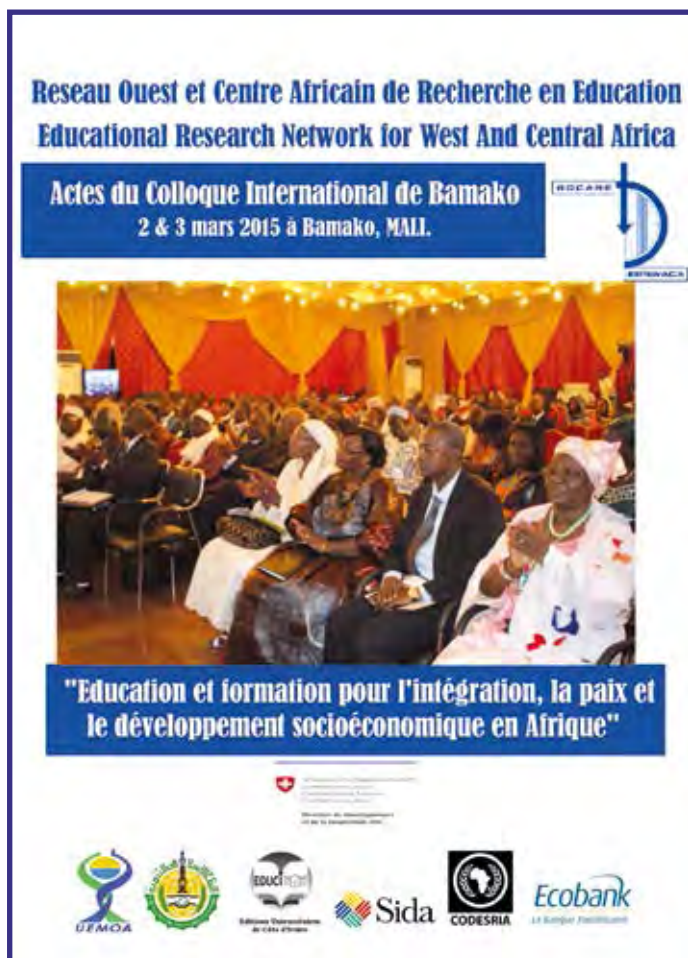 Reseau Ouest et Centre Africain de Recherche en Education
Educational Research Network for West And Central Africa
Actes du Colloque International de Bamako
2 & 3 mars 2015 à Bamako, MALI.
ROCARE
ERNWACA
"Education et formation pour l'intégration, la paix et
le développement socioéconomique en Afrique"
UEMOA
EDUCI
Editions Universitaires
de Côte d'Ivoire
Sida
CODESRIA
Ecobank